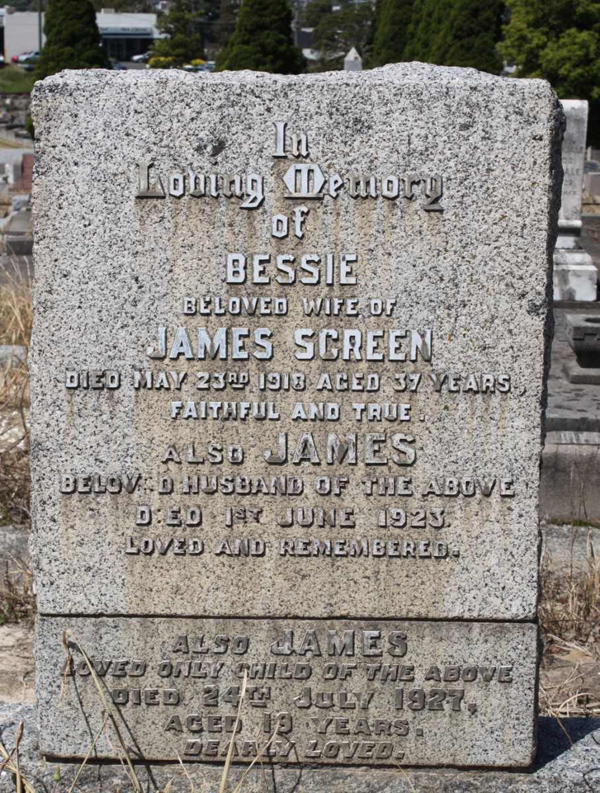 In
Loving Memory
of
BESSIE
BELOVED WIFE OF
JAMES SCREEN
DIED MAY 23RD 1918 AGED 37 YEARS,
FAITHFUL AND TRUE.
ALSO JAMES
BELOV D HUSBAND OF THE ABOVE
D ED 1ST JUNE 1923.
LOVED AND REMEMBERED.
ALSO JAMES
LOVED ONLY CHILD OF THE ABOVE
DIED 24TH JULY 1927,
AGED 19 YEARS.
DEARLY LOVED.